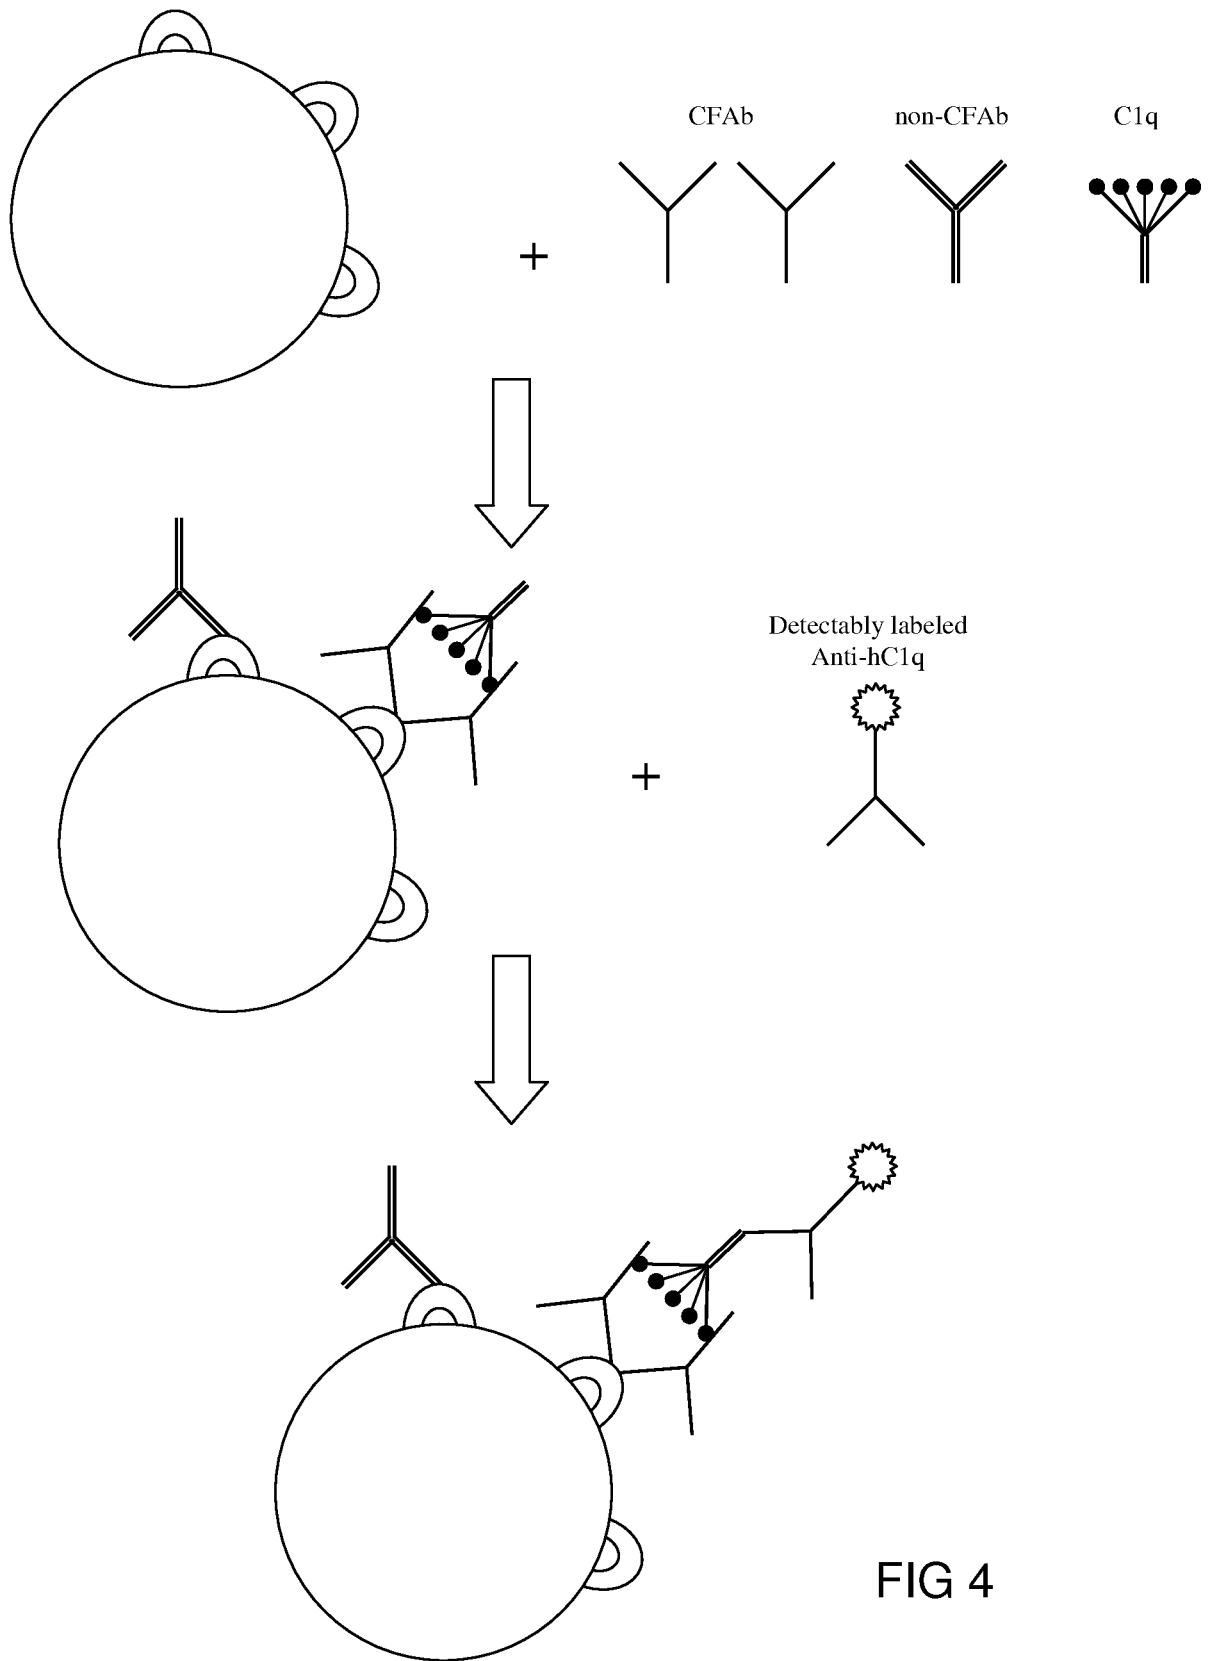 CFAb
non-CFAb
C1q
+
Detectably labeled
Anti-hC1q
+
FIG 4